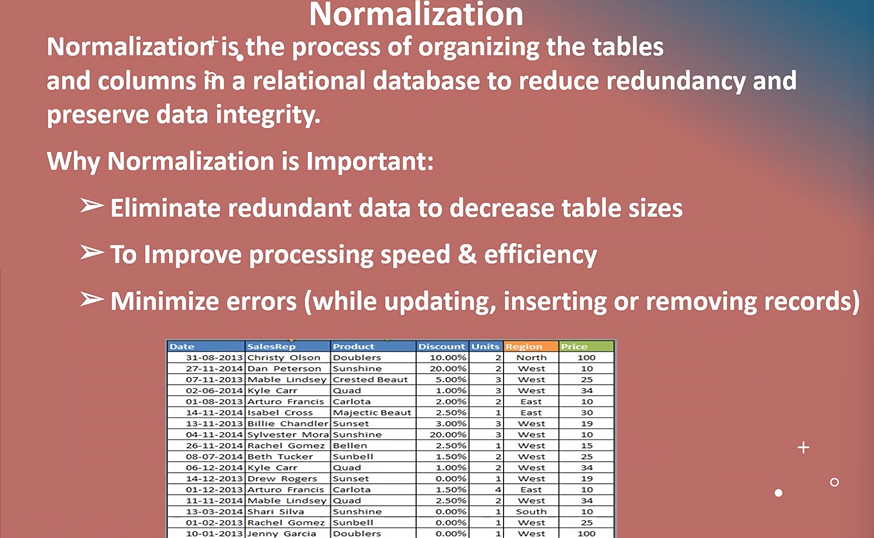 Normalization
Normalization is the process of organizing the tables
and columns in a relational database to reduce redundancy and
preserve data integrity.
Why Normalization is Important:
➢ Eliminate redundant data to decrease table sizes
➢ To Improve processing speed & efficiency
➢ Minimize errors (while updating, inserting or removing records)
Date SalesRep Product Discount Units Region Price
31-08-2013 Christy Olson Doublers 10.00% 2 North 100
27-11-2014 Dan Peterson Sunshine 20.00% 2 West 10
07-11-2013 Mable Lindsey Crested Beaut 5.00% 3 West 25
02-06-2014 Kyle Carr Quad 1.00% 3 West 34
01-08-2013 Arturo Francis Carlota 2.00% 2 East 10
14-11-2014 Isabel Cross Majectic Beaut 2.50% 1 East 30
13-11-2013 Billie Chandler Sunset 3.00% 3 West 19
04-11-2014 Sylvester Mora Sunshine 20.00% 3 West 10
26-11-2014 Rachel Gomez Bellen 2.50% 1 West 15
08-07-2014 Beth Tucker Sunbell 1.50% 2 West 25
06-12-2014 Kyle Carr Quad 1.00% 2 West 34
14-12-2013 Drew Rogers Sunset 0.00% 1 West 19
01-12-2013 Arturo Francis Carlota 1.50% 4 East 10
11-11-2014 Mable Lindsey Quad 2.50% 2 West 34
13-03-2014 Shari Silva Sunshine 0.00% 1 South 10
01-02-2013 Rachel Gomez Sunbell 0.00% 1 West 25
10-01-2013 Jenny Garcia Doublers 0.00% 1 West 100